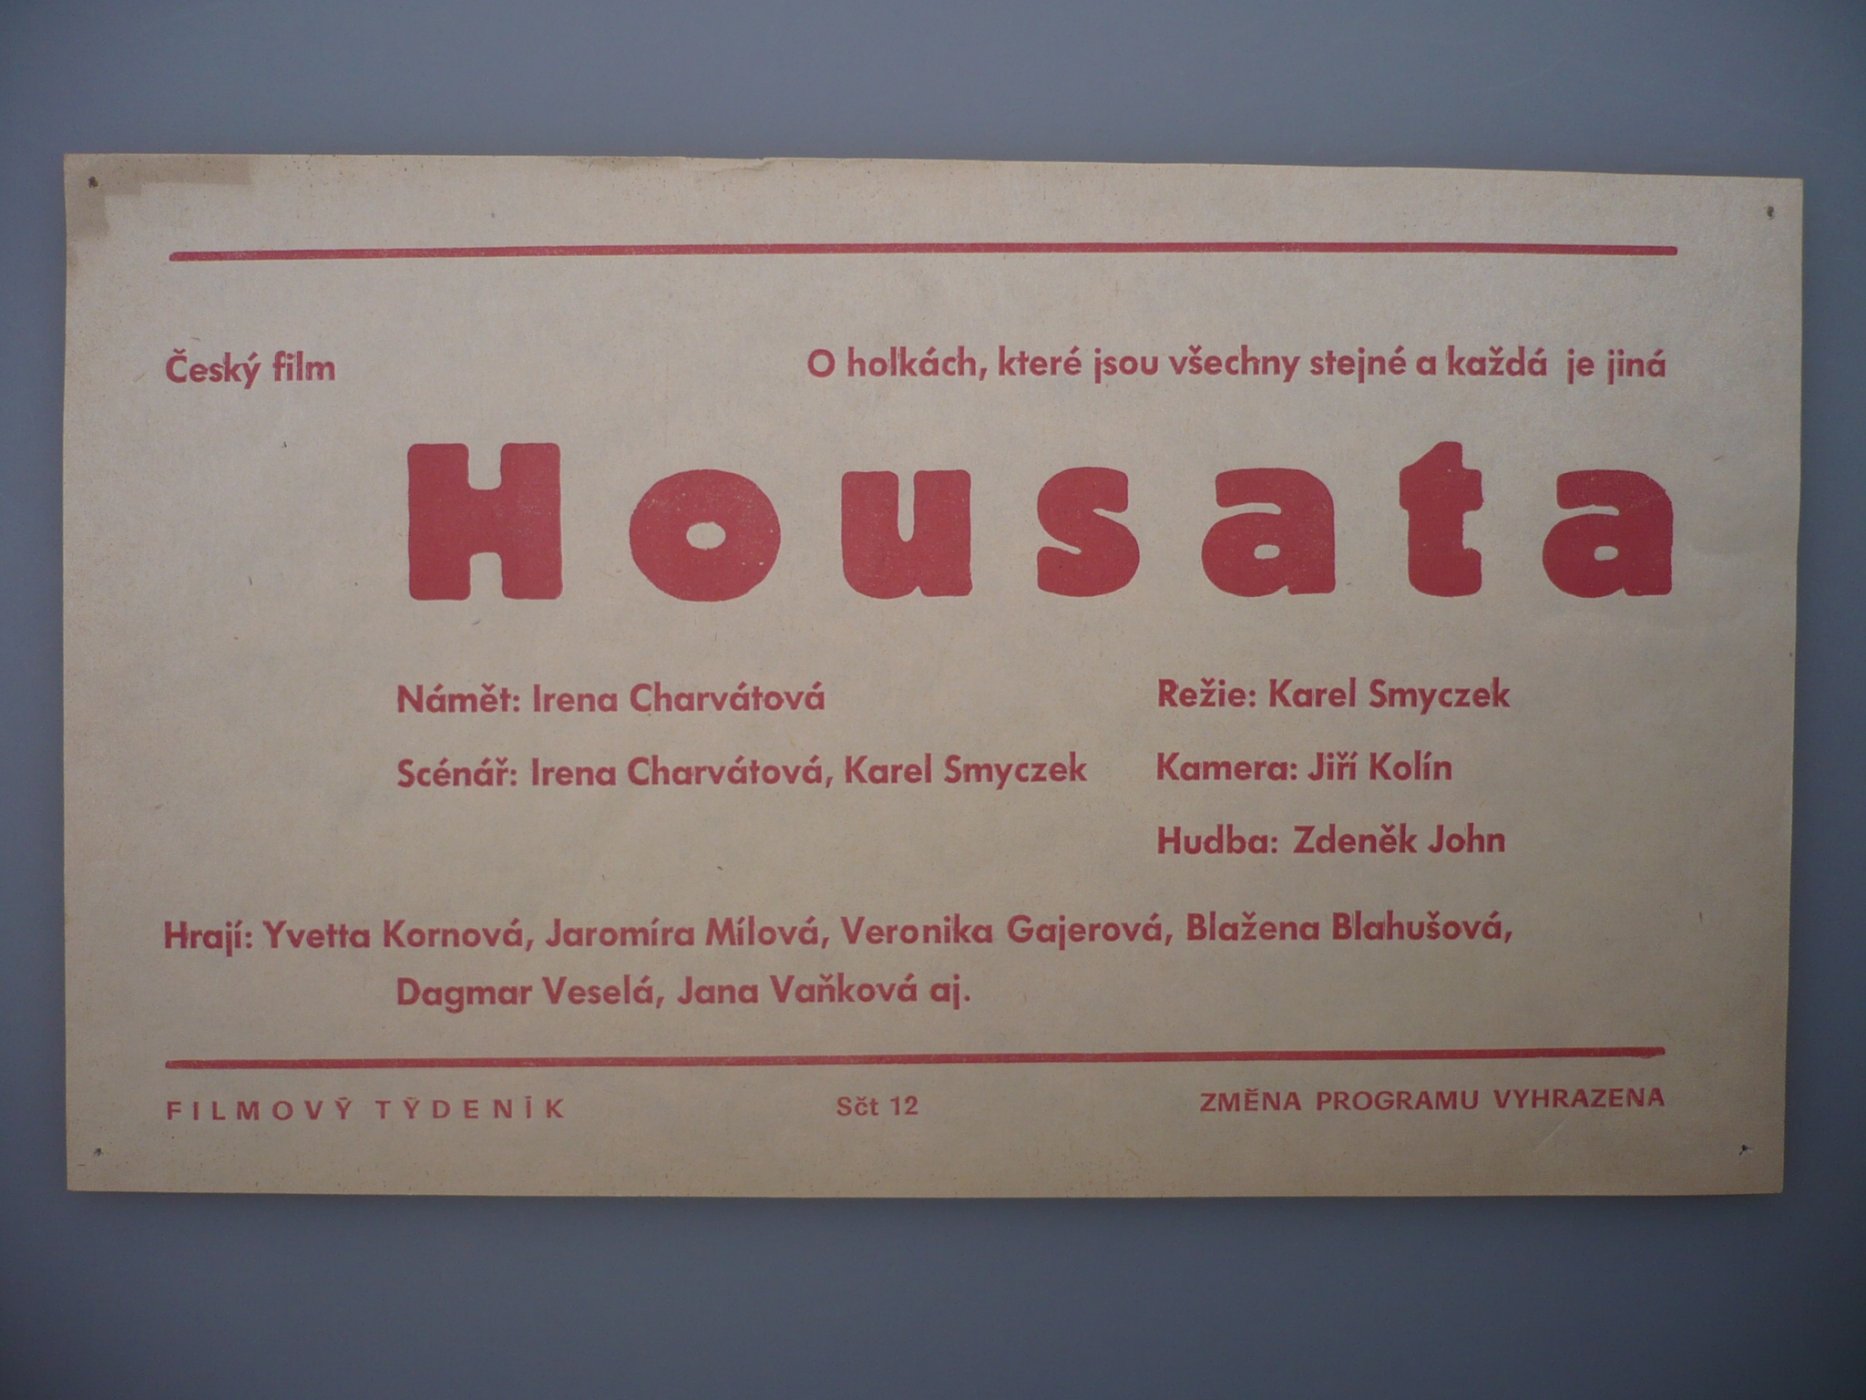 Český film
O holkách, které jsou všechny stejné a každá je jiná
Housata
Námět: Irena Charvátová
Režie: Karel Smyczek
Scénář: Irena Charvátová, Karel Smyczek
Kamera: Jiří Kolín
Hudba: Zdeněk John
Hrají: Yvetta Kornová, Jaromíra Mílová, Veronika Gajerová, Blažena Blahušová,
Dagmar Veselá, Jana Vaňková aj.
FILMOVÝ TÝDENÍK
Sčt 12
ZMĚNA PROGRAMU VYHRAZENA